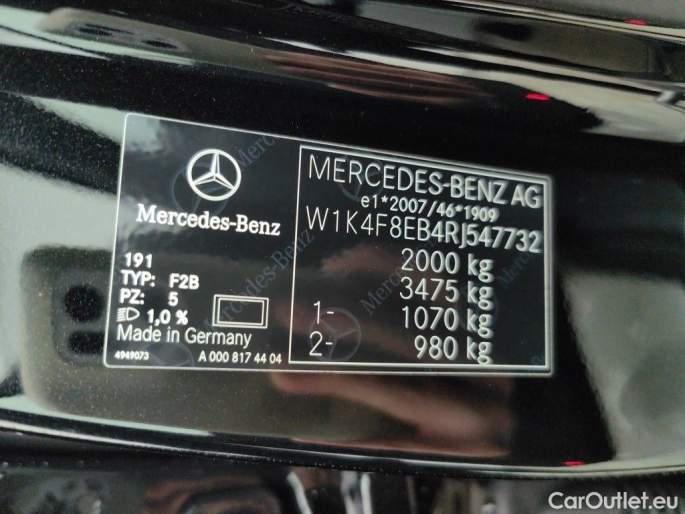 Mercedes-Benz
191
TYP: F2B
PZ: 5
1,0 %
Made in Germany
4949073 A 000 817 44 04
MERCEDES-BENZ AG
e1*2007/46*1909
W1K4F8EB4RJ547732
2000 kg
3475 kg
1- 1070 kg
2- 980 kg
CarOutlet.eu